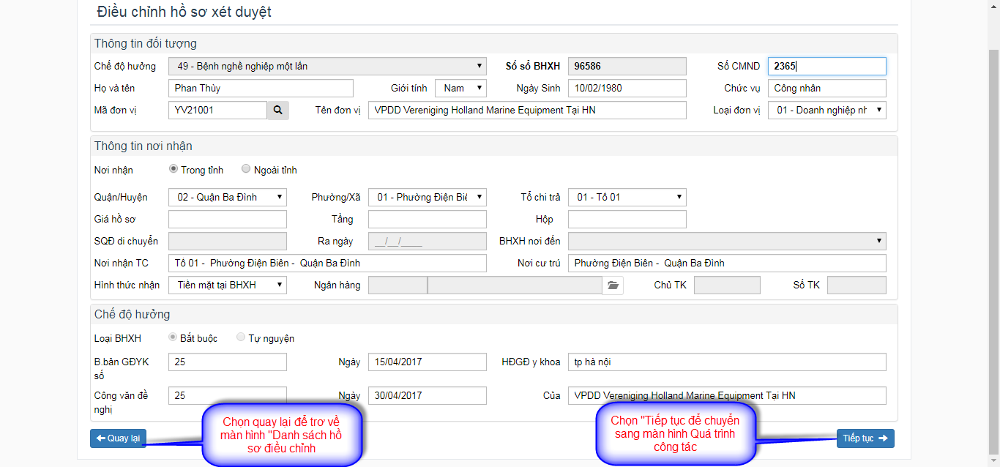 Điều chỉnh hồ sơ xét duyệt
Thông tin đối tượng
Chế độ hưởng 49 - Bệnh nghề nghiệp một lần Số sổ BHXH 96586 Số CMND 2365
Họ và tên Phan Thùy Giới tính Nam Ngày Sinh 10/02/1980 Chức vụ Công nhân
Mã đơn vị YV21001 Tên đơn vị VPDD Vereniging Holland Marine Equipment Tại HN Loại đơn vị 01 - Doanh nghiệp nh
Thông tin nơi nhận
Nơi nhận Trong tỉnh Ngoài tỉnh
Quận/Huyện 02 - Quận Ba Đình Phường/Xã 01 - Phường Điện Biê Tổ chi trả 01 - Tổ 01
Giá hồ sơ Tầng Hộp
SQĐ di chuyển Ra ngày __/__/____ BHXH nơi đến
Nơi nhận TC Tổ 01 - Phường Điện Biên - Quận Ba Đình Nơi cư trú Phường Điện Biên - Quận Ba Đình
Hình thức nhận Tiền mặt tại BHXH Ngân hàng Chủ TK Số TK
Chế độ hưởng
Loại BHXH Bắt buộc Tự nguyện
B.bản GĐYK số 25 Ngày 15/04/2017 HĐGĐ y khoa tp hà nội
Công văn đề nghị 25 Ngày 30/04/2017 Của VPDD Vereniging Holland Marine Equipment Tại HN
Chọn quay lại để trơ về
màn hình "Danh sách hồ
sơ điều chỉnh
Chọn "Tiếp tục để chuyển
sang màn hình Quá trình
công tác
Quay lại Tiếp tục